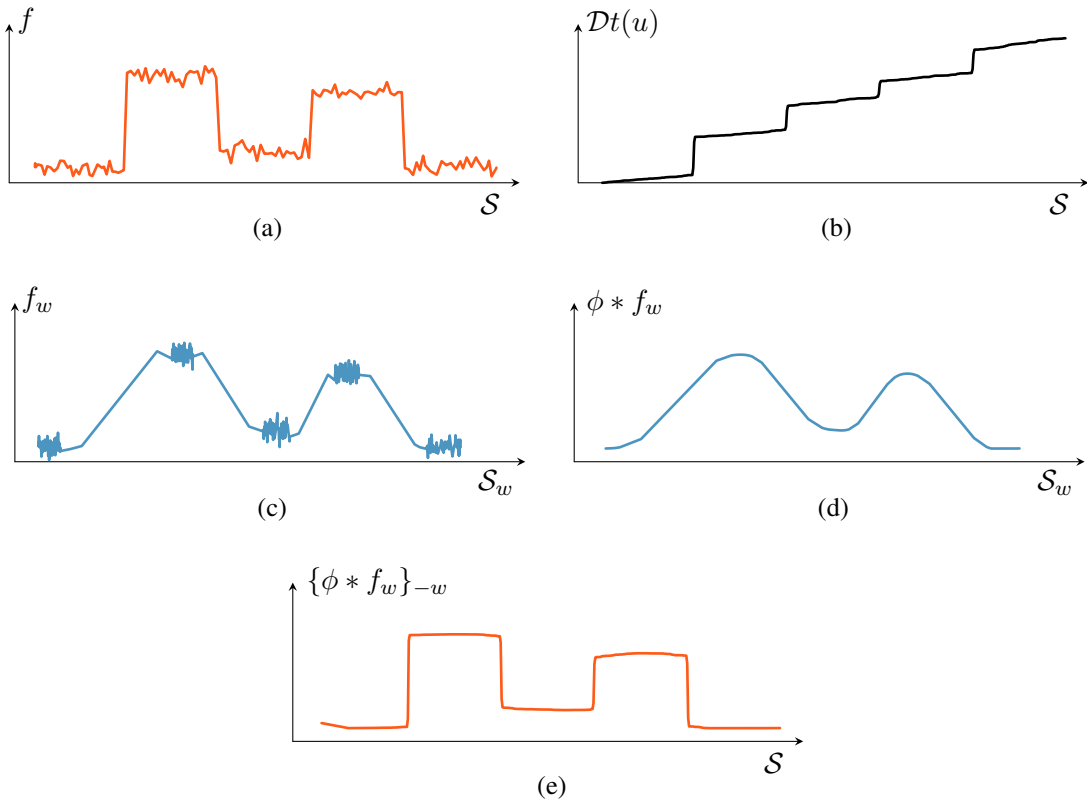 f
𝒟t(u)
𝒮
𝒮
(a)
(b)
f_w
ϕ ∗ f_w
𝒮_w
𝒮_w
(c)
(d)
{ϕ ∗ f_w}_{−w}
𝒮
(e)